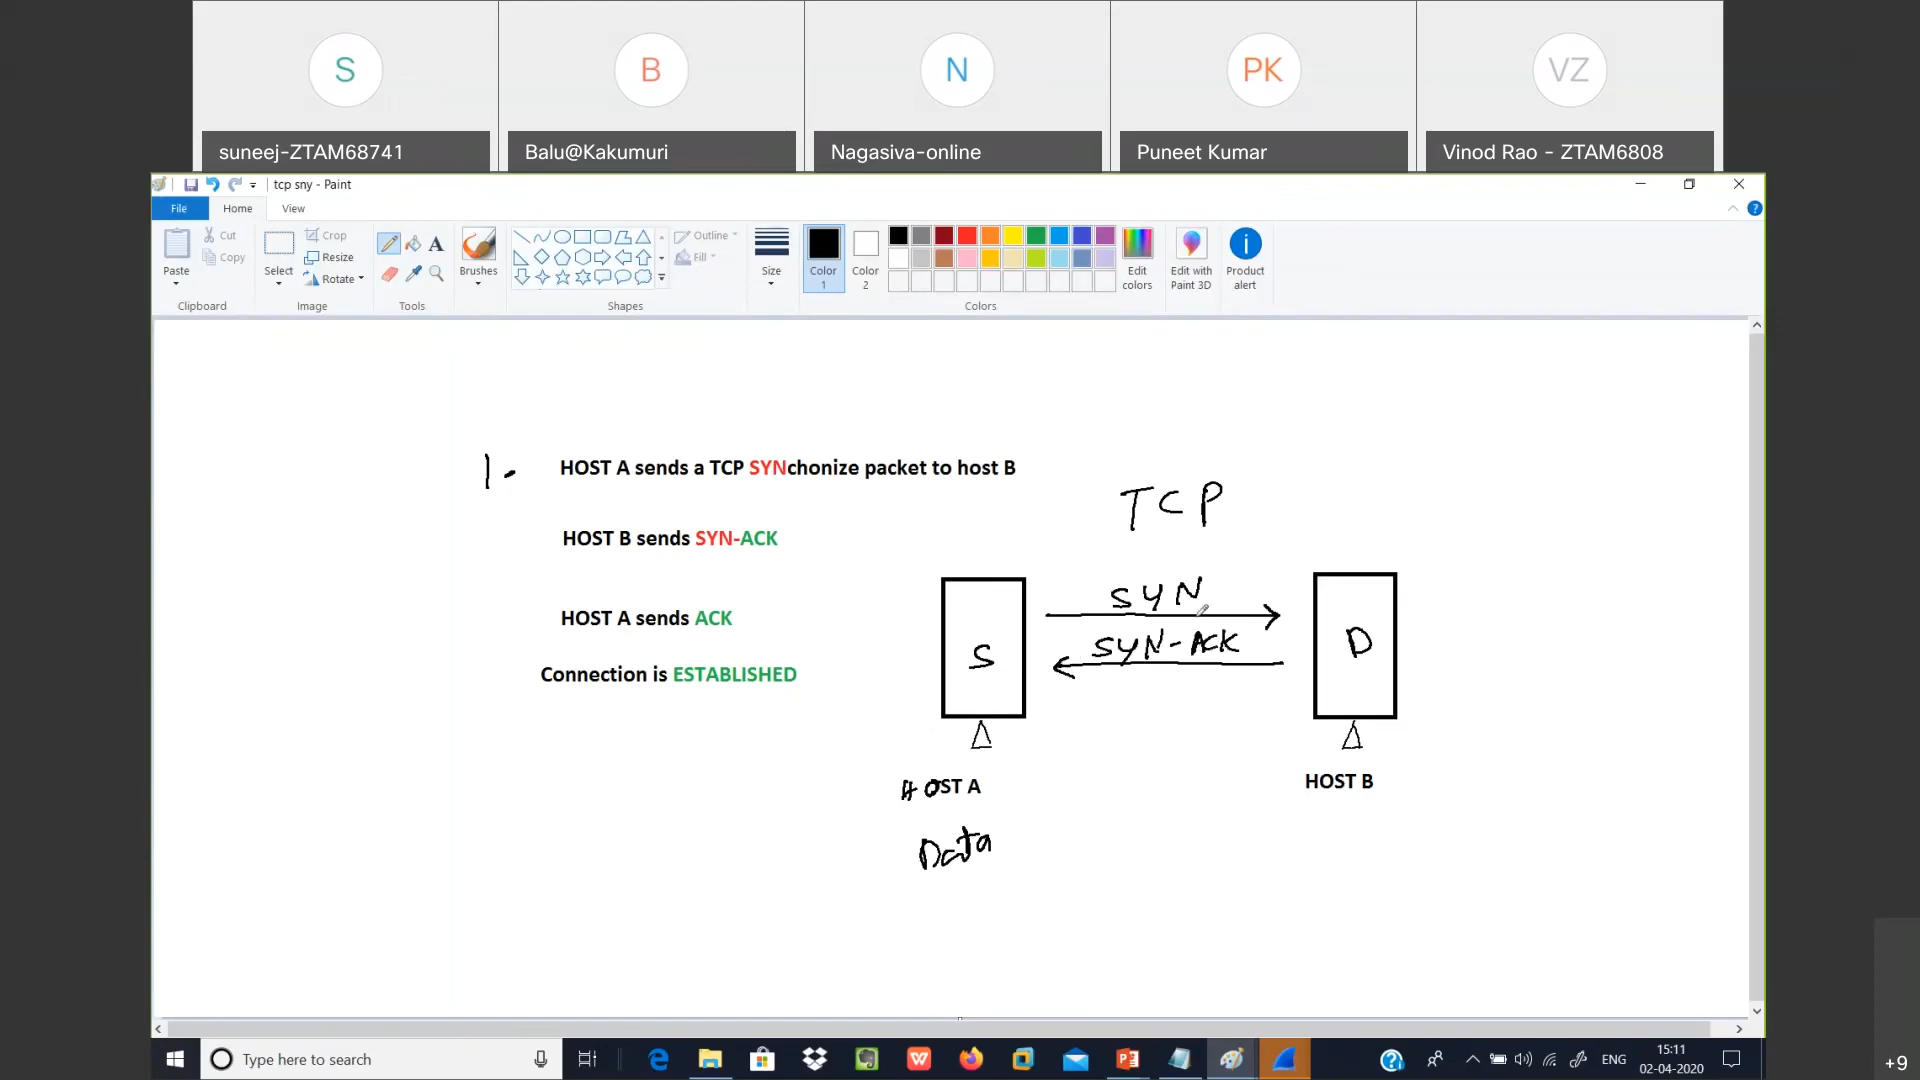 S B N PK VZ
suneej-ZTAM68741 Balu@Kakumuri Nagasiva-online Puneet Kumar Vinod Rao - ZTAM6808
tcp sny - Paint
File Home View
Cut Crop Outline
Copy Resize Fill
Paste Select Rotate Brushes Size Color 1 Color 2 Edit colors Edit with Paint 3D Product alert
Clipboard Image Tools Shapes Colors
1. HOST A sends a TCP SYNchonize packet to host B
TCP
HOST B sends SYN-ACK
SYN
HOST A sends ACK
SYN-ACK
S D
Connection is ESTABLISHED
HOST A HOST B
Data
Type here to search
ENG
15:11
02-04-2020
+9